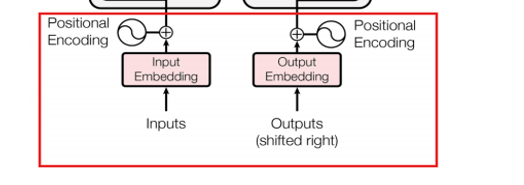 Positional
Encoding
Positional
Encoding
Input
Embedding
Output
Embedding
Inputs
Outputs
(shifted right)